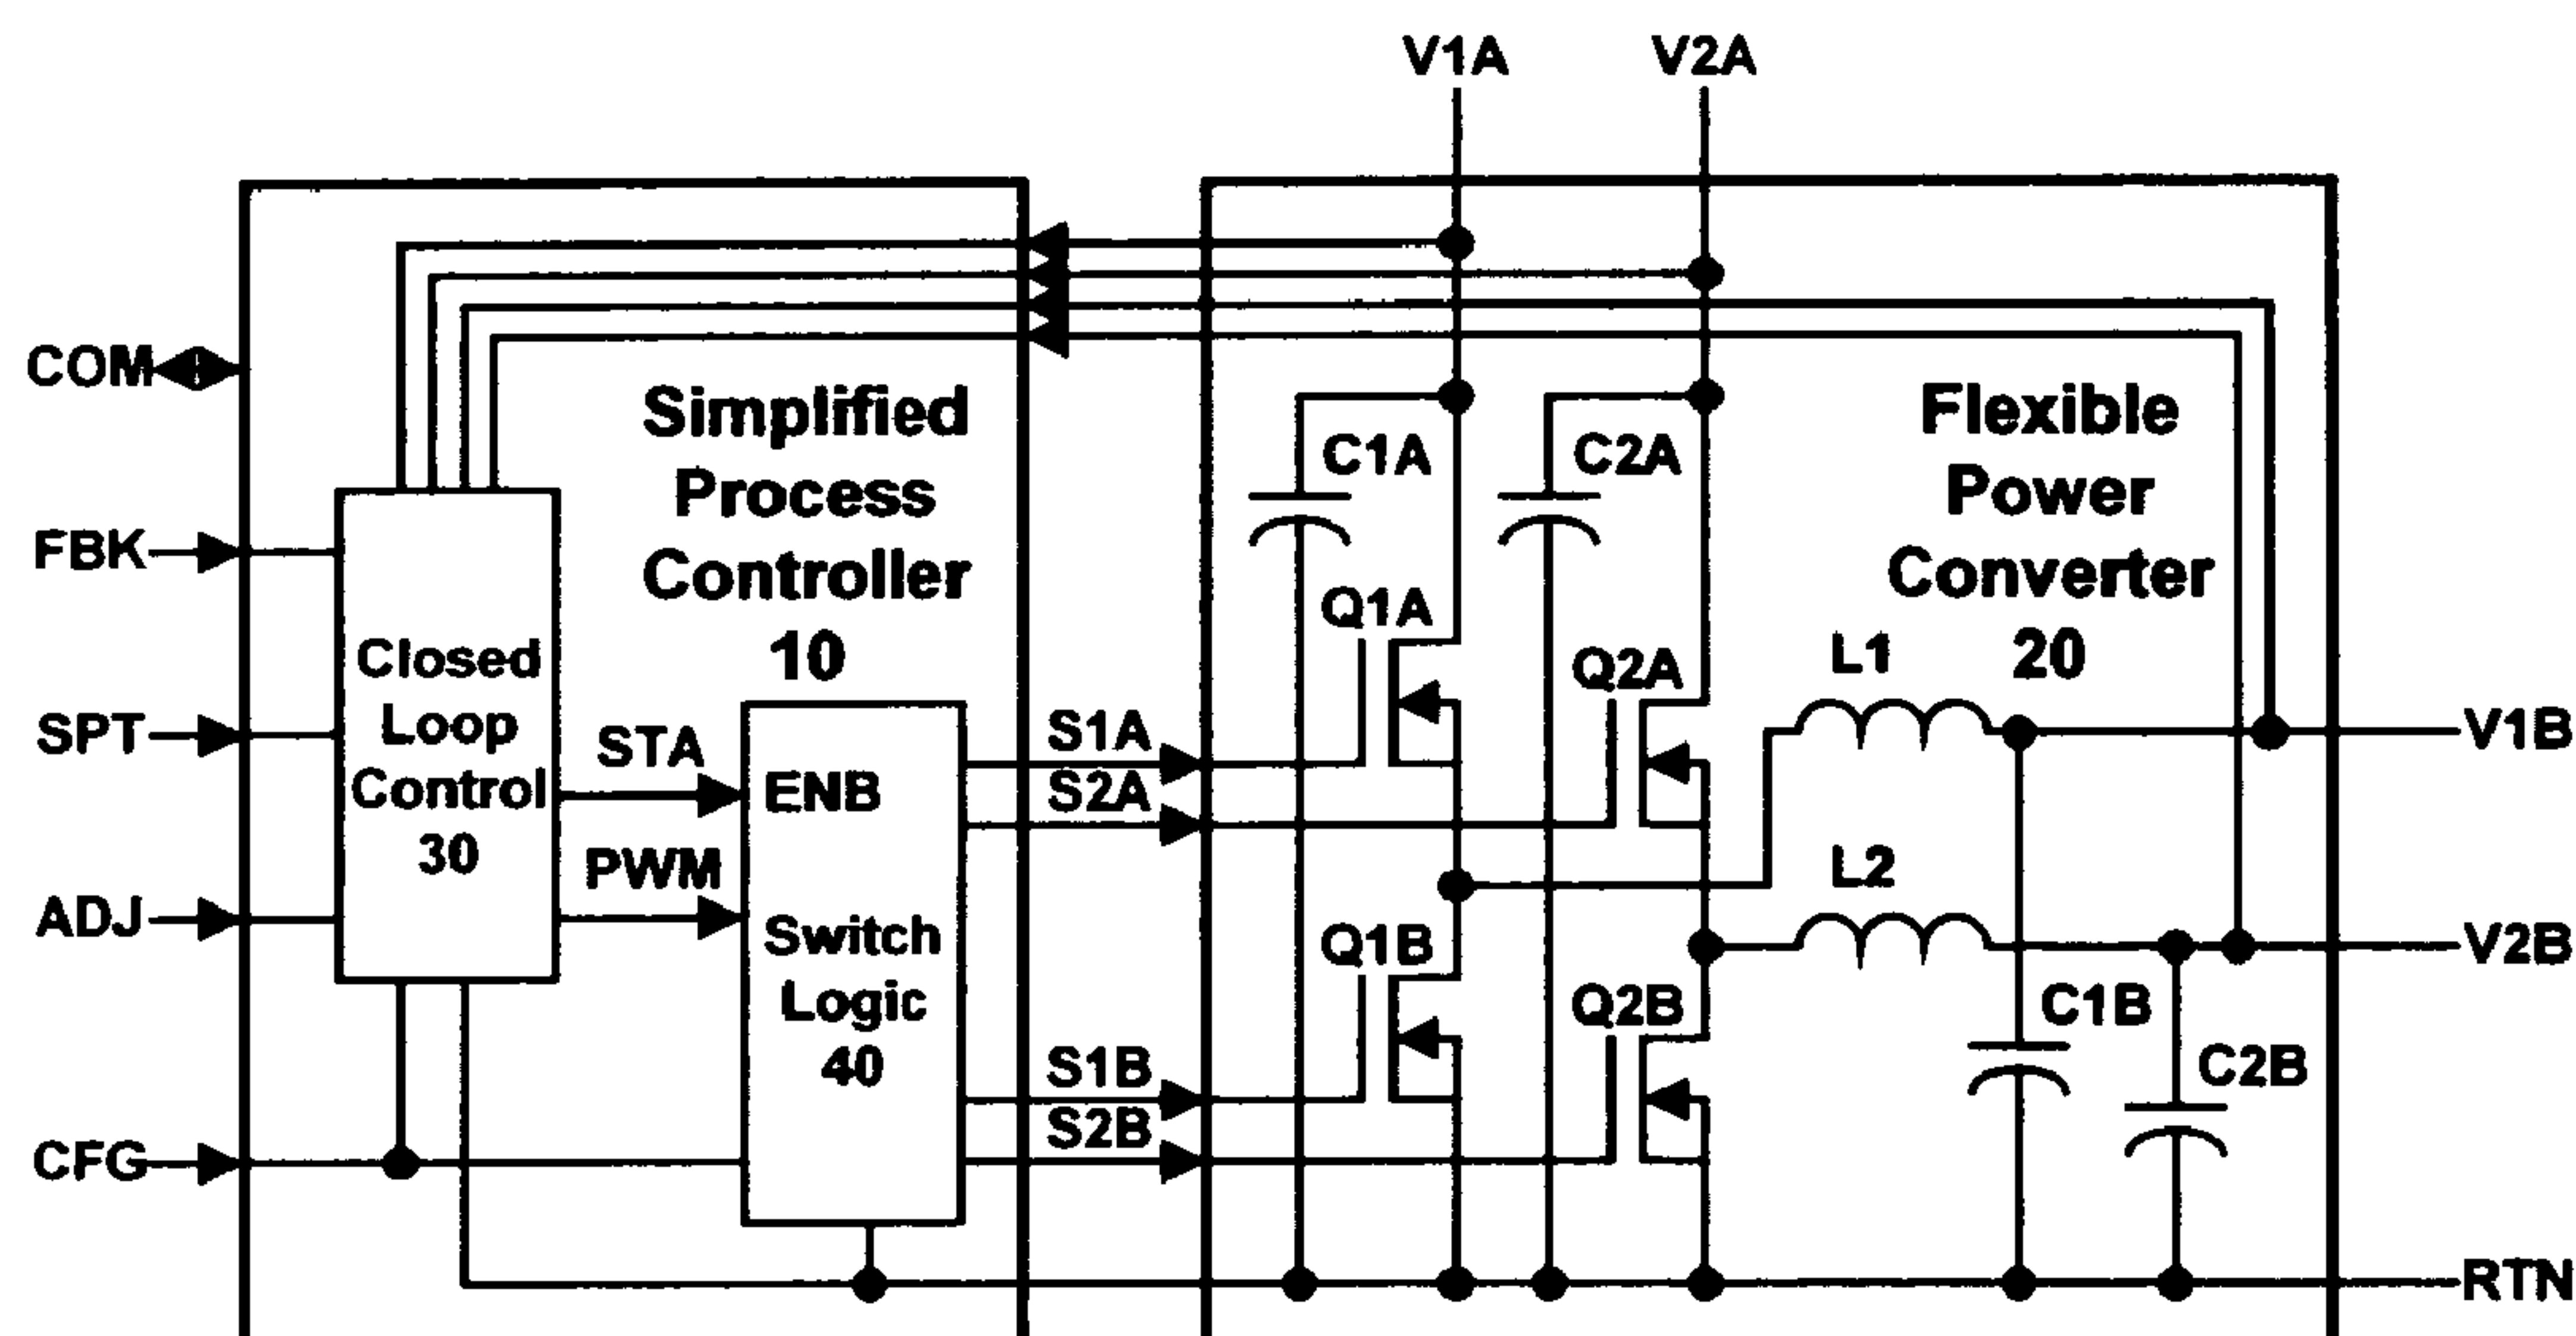 V1A
V2A
COM
FBK
SPT
ADJ
CFG
Simplified
Process
Controller
10
Closed
Loop
Control
30
STA
PWM
ENB
Switch
Logic
40
S1A
S2A
S1B
S2B
C1A
C2A
Q1A
Q2A
Q1B
Q2B
Flexible
Power
Converter
20
L1
L2
C1B
C2B
V1B
V2B
RTN